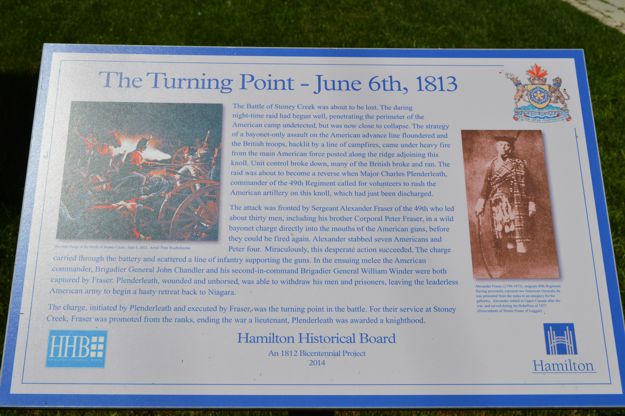 The Turning Point - June 6th, 1813
The Battle of Stoney Creek was about to be lost. The daring
night-time raid had begun well, penetrating the perimeter of the
American camp undetected, but was now close to collapse. The strategy
of a bayonet-only assault on the American advance line floundered and
the British troops, backlit by a line of campfires, came under heavy fire
from the main American force posted along the ridge adjoining this
knoll. Unit control broke down, many of the British broke and ran. The
raid was about to become a reverse when Major Charles Plenderleath,
commander of the 49th Regiment called for volunteers to rush the
American artillery on this knoll, which had just been discharged.
The attack was fronted by Sergeant Alexander Fraser of the 49th who led
about thirty men, including his brother Corporal Peter Fraser, in a wild
bayonet charge directly into the mouths of the American guns, before
they could be fired again. Alexander stabbed seven Americans and
Peter four. Miraculously, this desperate action succeeded. The charge
carried through the battery and scattered a line of infantry supporting the guns. In the ensuing melee the American
commander, Brigadier General John Chandler and his second-in-command Brigadier General William Winder were both
captured by Fraser. Plenderleath, wounded and unhorsed, was able to withdraw his men and prisoners, leaving the leaderless
American army to begin a hasty retreat back to Niagara.
The charge, initiated by Plenderleath and executed by Fraser, was the turning point in the battle. For their service at Stoney
Creek, Fraser was promoted from the ranks, ending the war a lieutenant, Plenderleath was awarded a knighthood.
Alexander Fraser, (1790-1872), sergeant 49th Regiment.
HHB
Hamilton Historical Board
An 1812 Bicentennial Project
2014
Hamilton